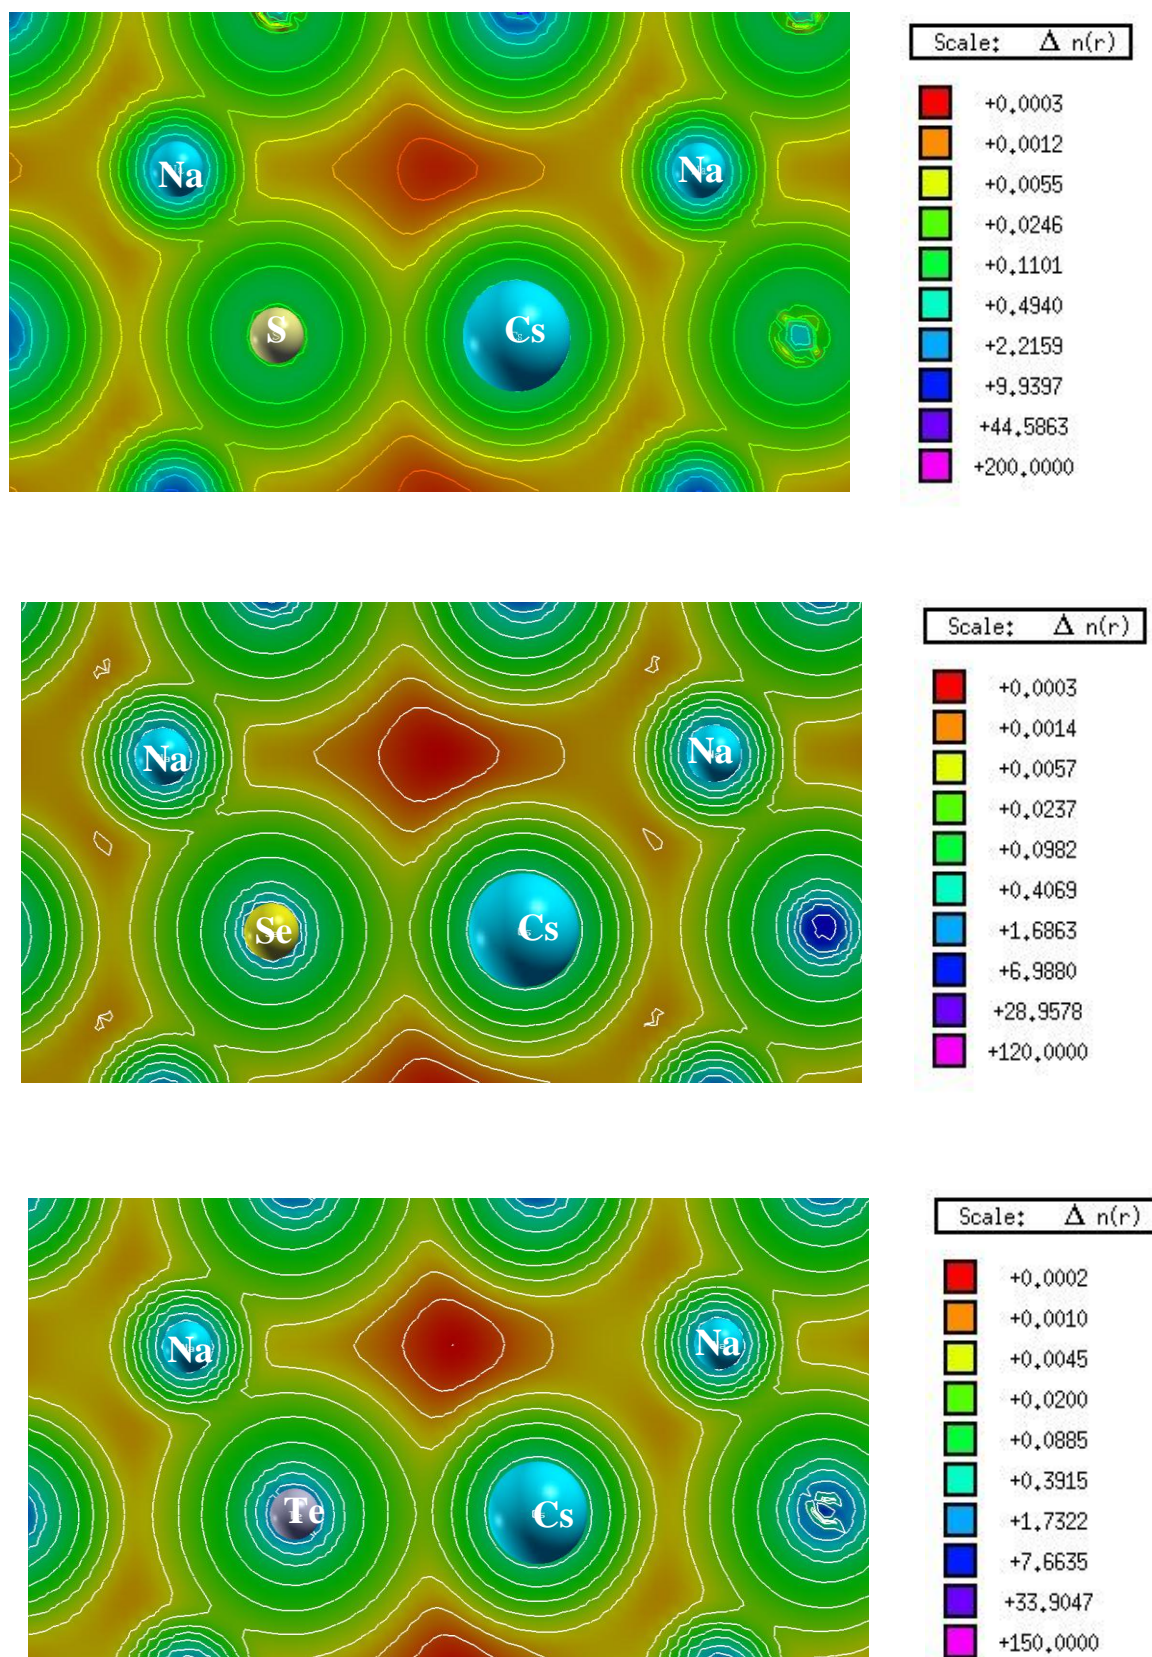 Scale: Δ n(r)
+0.0003
+0.0012
+0.0055
+0.0246
+0.1101
+0.4940
+2.2159
+9.9397
+44.5863
+200.0000
Na
Na
S
Cs
Scale: Δ n(r)
+0.0003
+0.0014
+0.0057
+0.0237
+0.0982
+0.4069
+1.6863
+6.9880
+28.9578
+120.0000
Na
Na
Se
Cs
Scale: Δ n(r)
+0.0002
+0.0010
+0.0045
+0.0200
+0.0885
+0.3915
+1.7322
+7.6635
+33.9047
+150.0000
Na
Na
Te
Cs